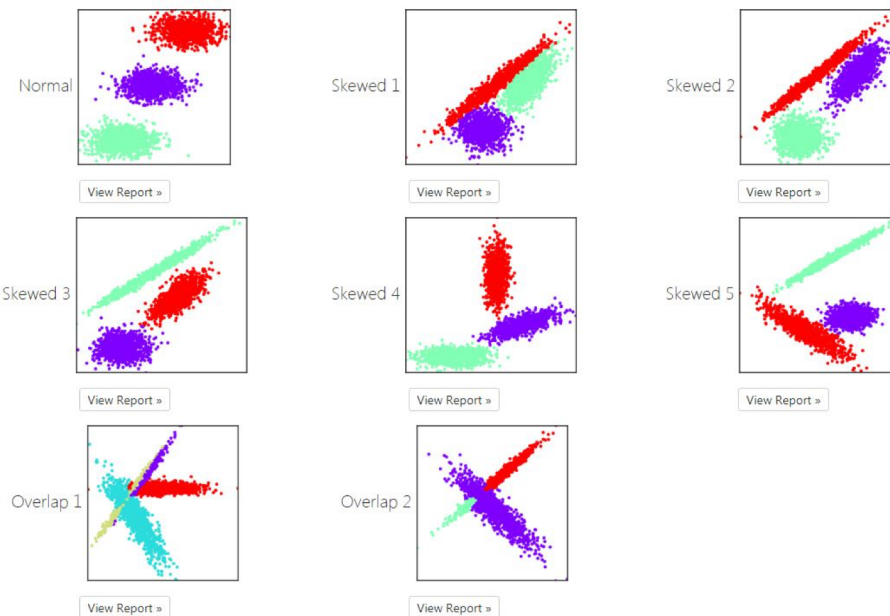 Normal
Skewed 1
Skewed 2
View Report »
View Report »
View Report »
Skewed 3
Skewed 4
Skewed 5
View Report »
View Report »
View Report »
Overlap 1
Overlap 2
View Report »
View Report »